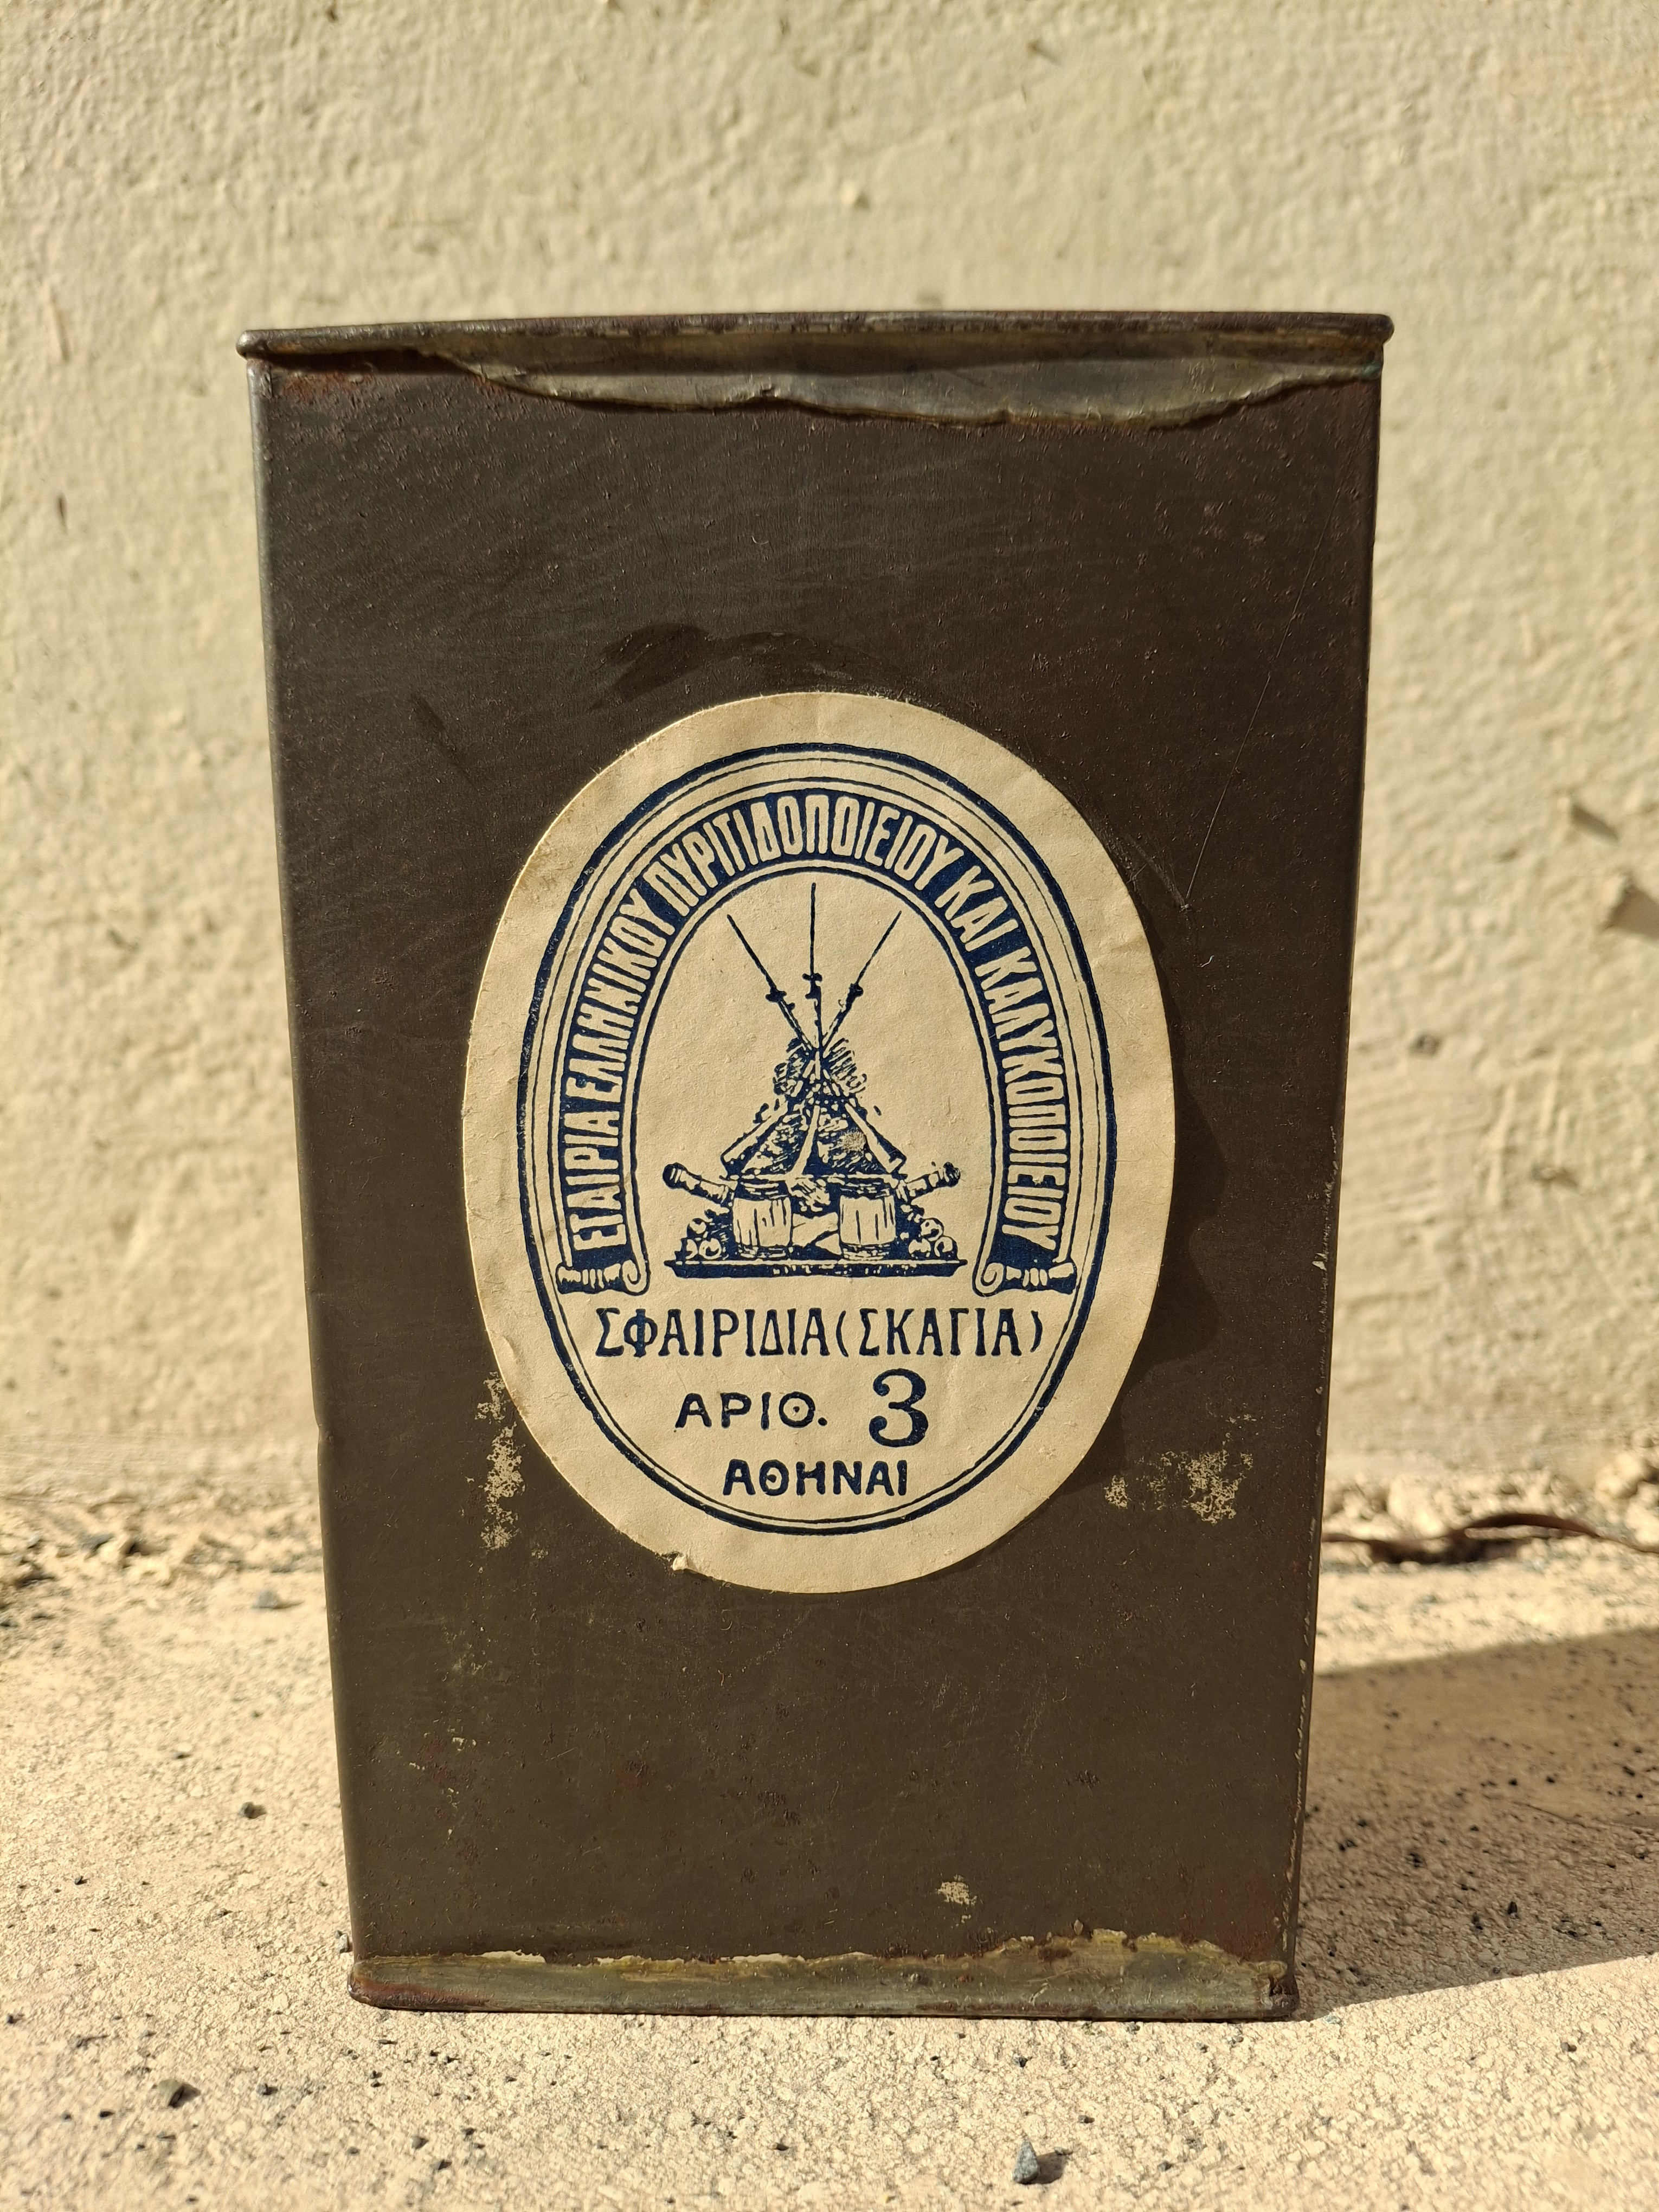 ΕΤΑΙΡΙΑ ΕΛΛΗΝΙΚΟΥ ΠΥΡΙΤΙΔΟΠΟΙΕΙΟΥ ΚΑΙ ΚΑΛΥΚΟΠΟΙΕΙΟΥ
ΣΦΑΙΡΙΔΙΑ (ΣΚΑΓΙΑ)
ΑΡΙΘ. 3
ΑΘΗΝΑΙ